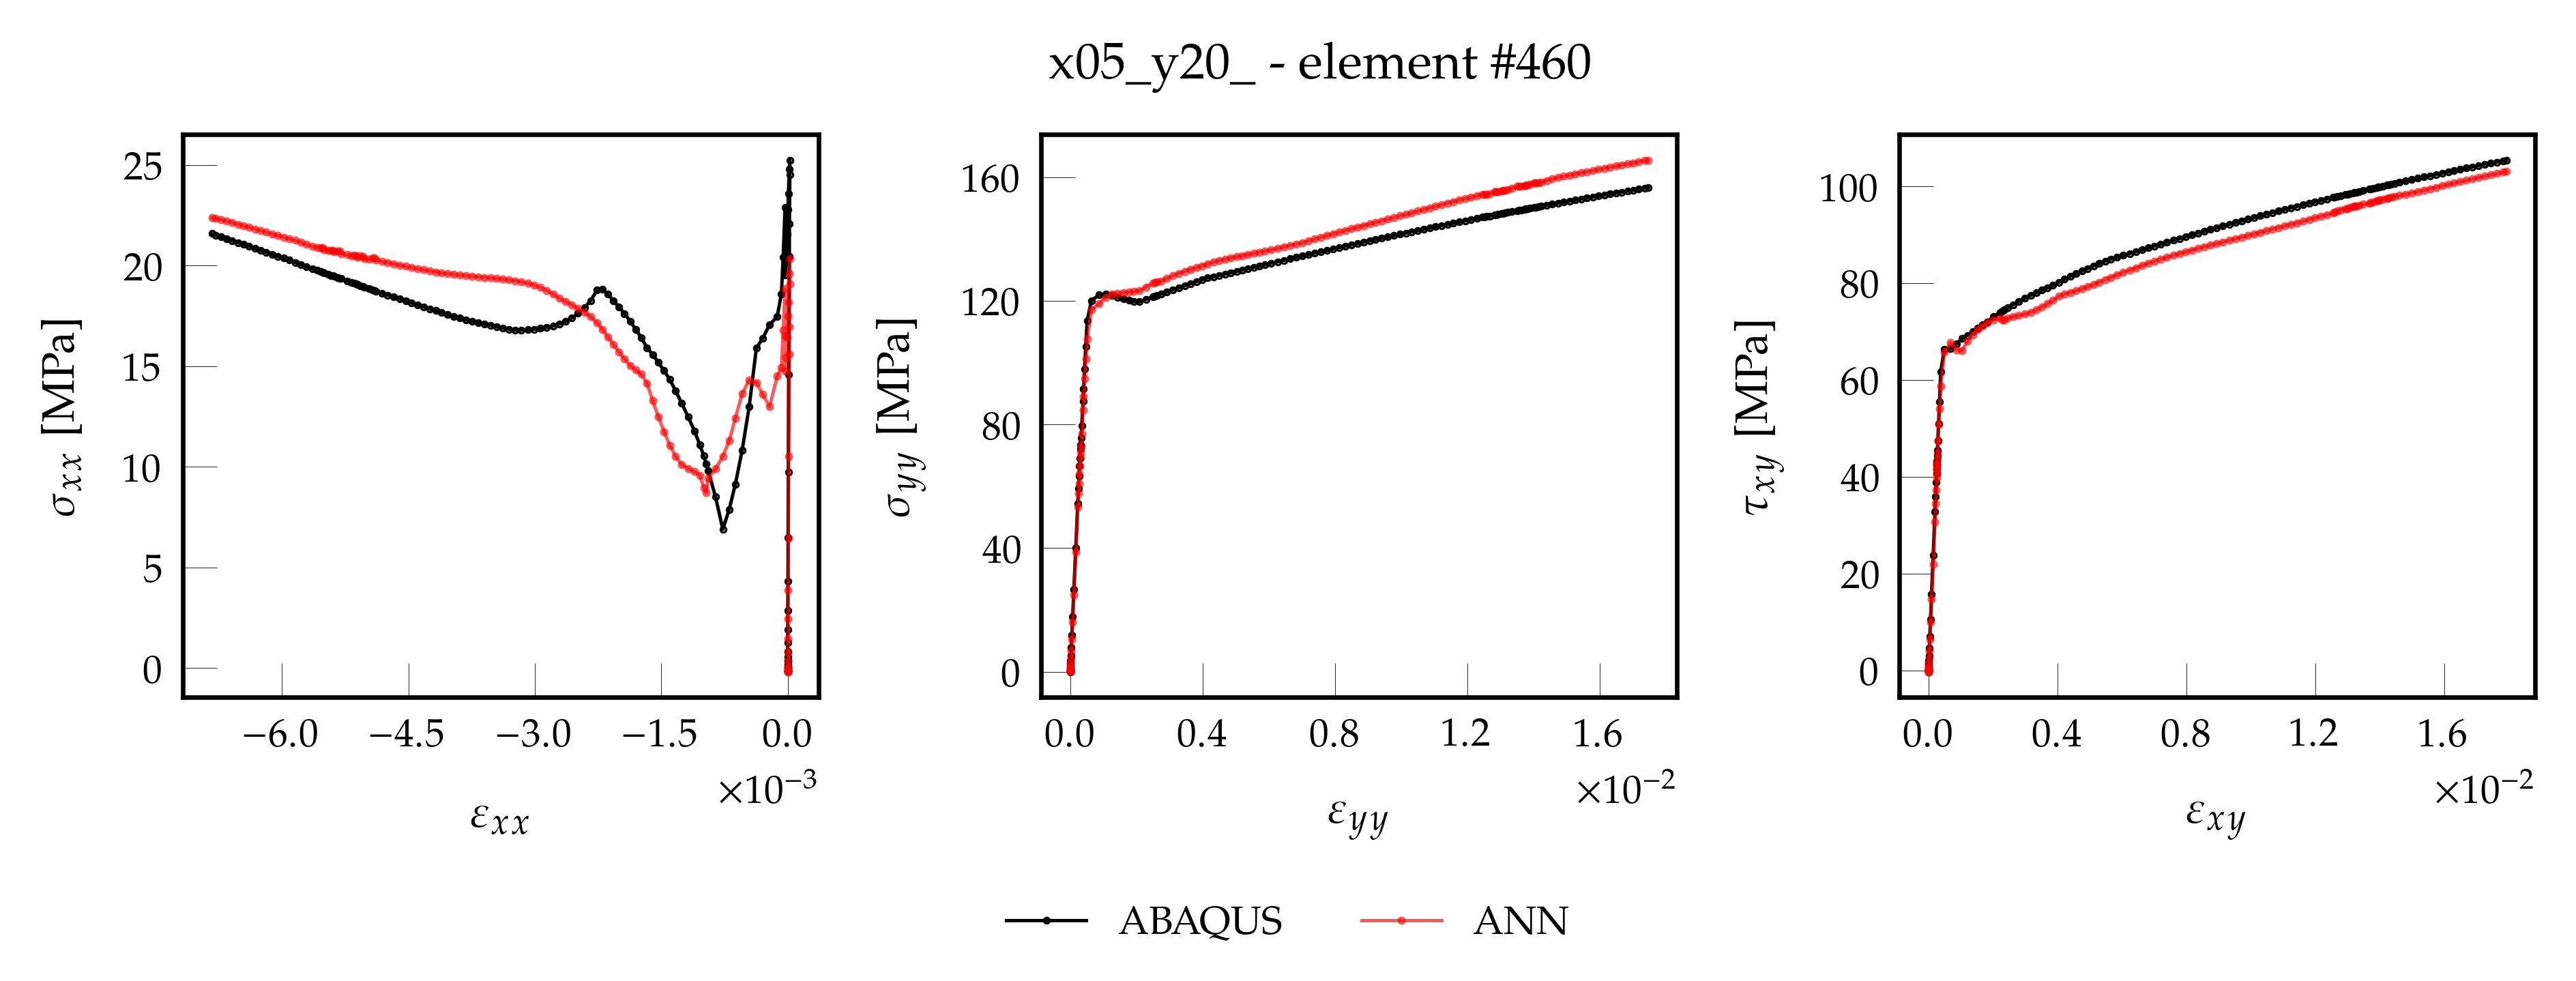 x05_y20_ - element #460
σxx [MPa]
25
20
15
10
5
0
−6.0 −4.5 −3.0 −1.5 0.0
×10−3
εxx
σyy [MPa]
160
120
80
40
0
0.0 0.4 0.8 1.2 1.6
×10−2
εyy
τxy [MPa]
100
80
60
40
20
0
0.0 0.4 0.8 1.2 1.6
×10−2
εxy
ABAQUS ANN